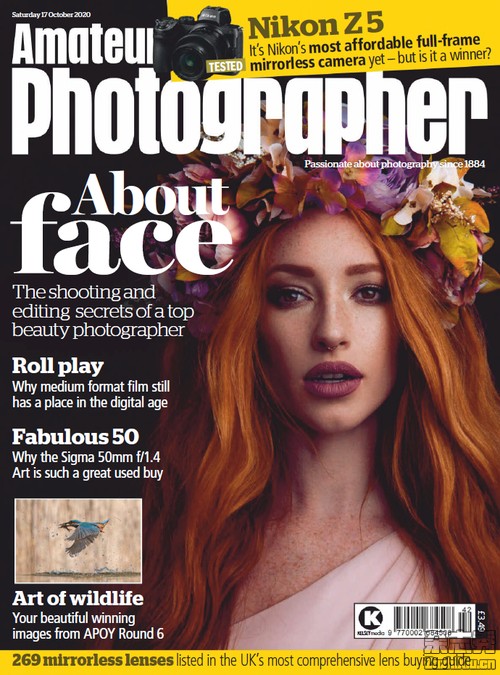 Saturday 17 October 2020
Amateur
Photographer
Passionate about photography since 1884
TESTED
Nikon Z 5
It's Nikon's most affordable full-frame
mirrorless camera yet – but is it a winner?
About
face
The shooting and
editing secrets of a top
beauty photographer
Roll play
Why medium format film still
has a place in the digital age
Fabulous 50
Why the Sigma 50mm f/1.4
Art is such a great used buy
Art of wildlife
Your beautiful winning
images from APOY Round 6
K
KELSEYmedia
42
£3.49
269 mirrorless lenses listed in the UK's most comprehensive lens buying guide